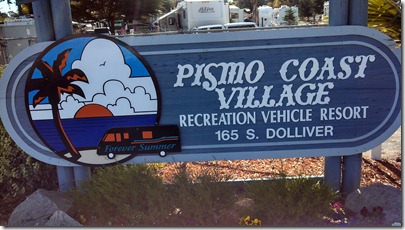 PISMO COAST
VILLAGE
RECREATION VEHICLE RESORT
165 S. DOLLIVER
Forever Summer